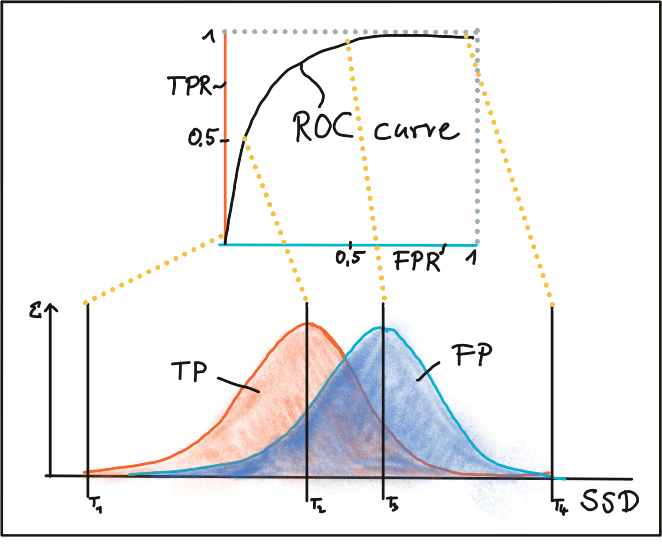 1
TPR
ROC curve
0.5
0.5 FPR 1
Σ
TP FP
T1 T2 T3 T4 SSD